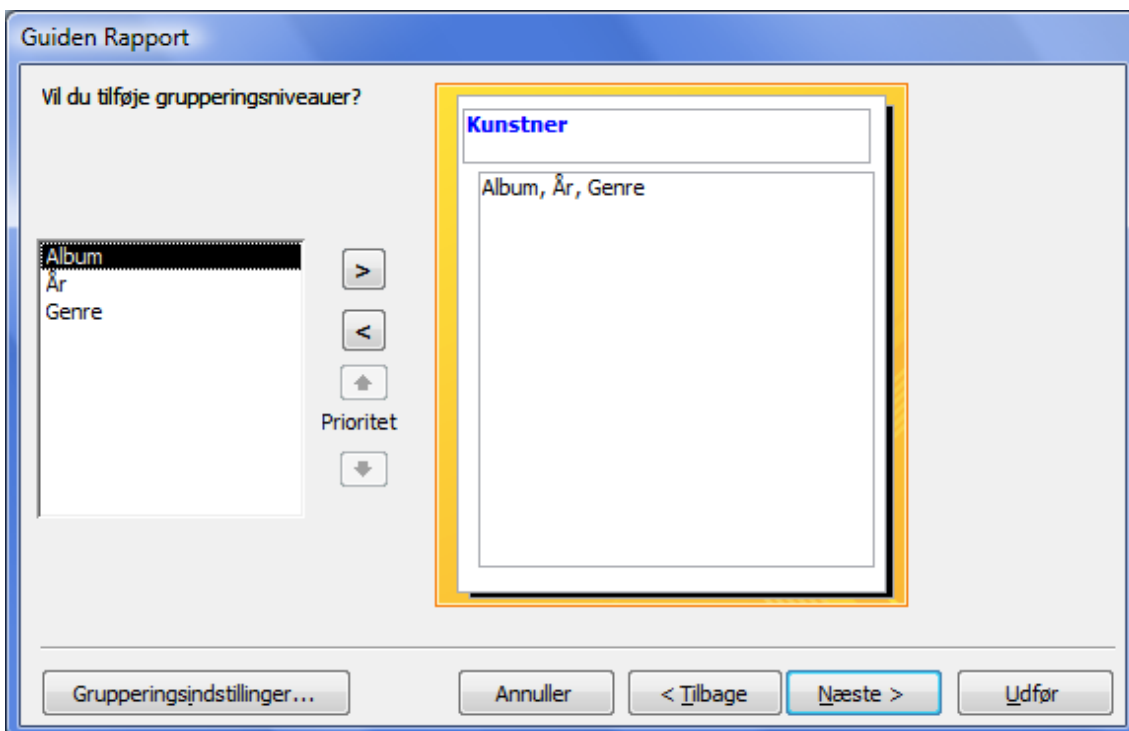 Guiden Rapport
Vil du tilføje grupperingsniveauer?
Kunstner
Album, År, Genre
Album
År
Genre
>
<
Prioritet
Grupperingsindstillinger...
Annuller
< Tilbage
Næste >
Udfør